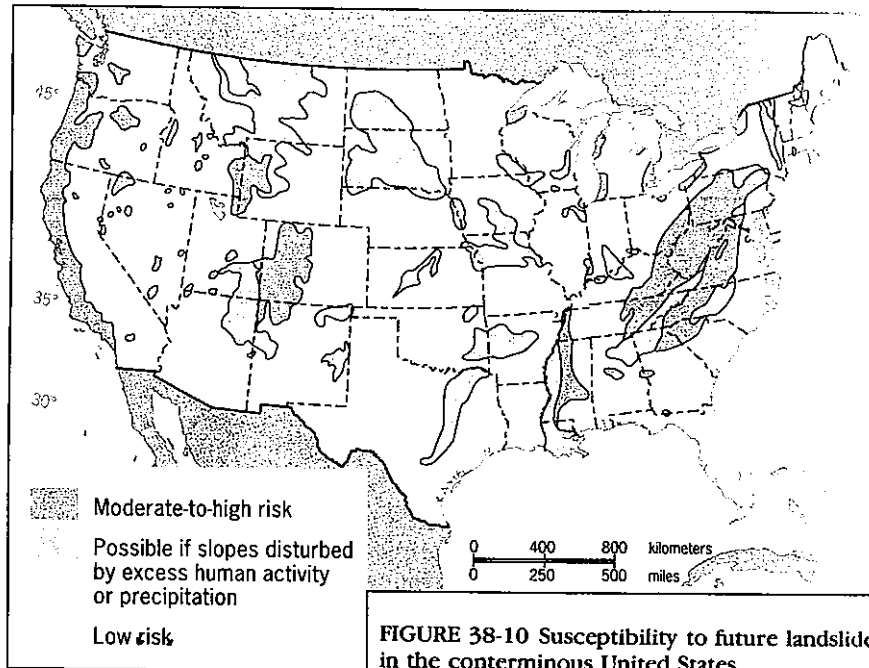 45°
35°
30°
Moderate-to-high risk
Possible if slopes disturbed
by excess human activity
or precipitation
Low risk
0 400 800 kilometers
0 250 500 miles
FIGURE 38-10 Susceptibility to future landslide
in the conterminous United States